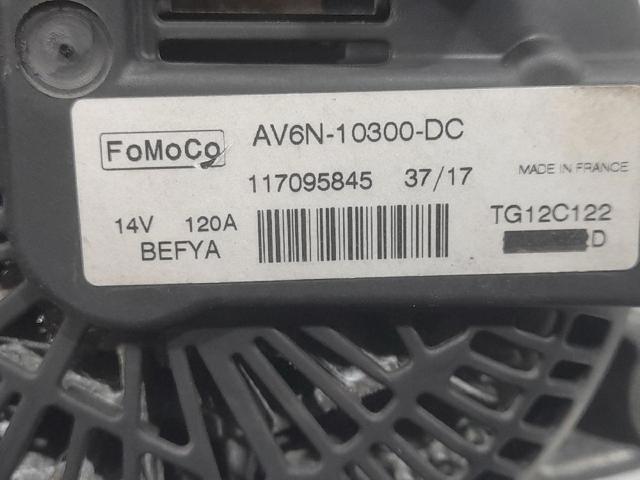 FoMoCo
AV6N-10300-DC
117095845 37/17
MADE IN FRANCE
14V 120A
BEFYA
TG12C122
D